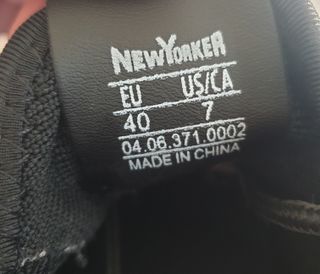 NEWYORKER
EU US/CA
40 7
04.06.371.0002
MADE IN CHINA